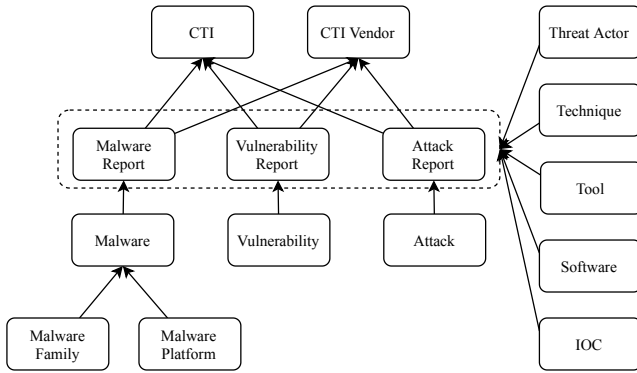 CTI
CTI Vendor
Threat Actor
Technique
Malware
Report
Vulnerability
Report
Attack
Report
Tool
Malware
Vulnerability
Attack
Software
Malware
Family
Malware
Platform
IOC